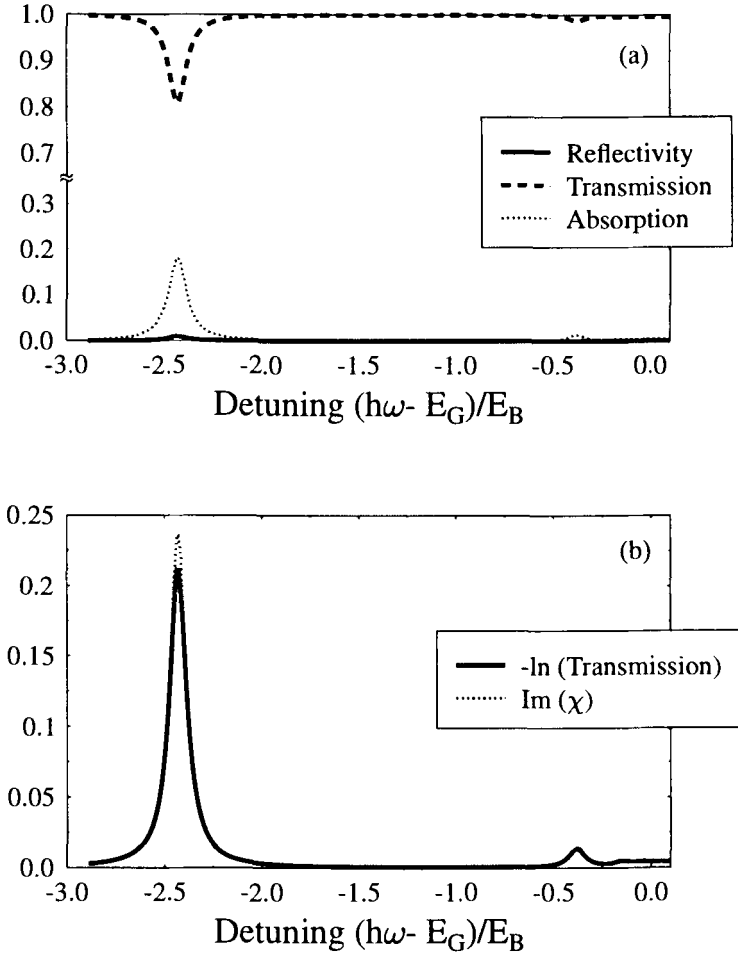 1.0
(a)
0.9
0.8
0.7
Reflectivity
Transmission
Absorption
0.3
0.2
0.1
0.0
-3.0 -2.5 -2.0 -1.5 -1.0 -0.5 0.0
Detuning (hω- E_G)/E_B
0.25
(b)
0.2
0.15
-ln (Transmission)
Im (χ)
0.1
0.05
0.0
-3.0 -2.5 -2.0 -1.5 -1.0 -0.5 0.0
Detuning (hω- E_G)/E_B